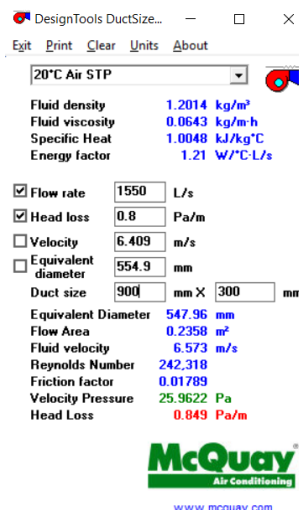 DesignTools DuctSize...
Exit Print Clear Units About
20°C Air STP
Fluid density 1.2014 kg/m³
Fluid viscosity 0.0643 kg/m·h
Specific Heat 1.0048 kJ/kg°C
Energy factor 1.21 W/°C·L/s
Flow rate 1550 L/s
Head loss 0.8 Pa/m
Velocity 6.409 m/s
Equivalent diameter 554.9 mm
Duct size 900 mm X 300 mm
Equivalent Diameter 547.96 mm
Flow Area 0.2358 m²
Fluid velocity 6.573 m/s
Reynolds Number 242,318
Friction factor 0.01789
Velocity Pressure 25.9622 Pa
Head Loss 0.849 Pa/m
McQuay®
Air Conditioning
www.mcquay.com